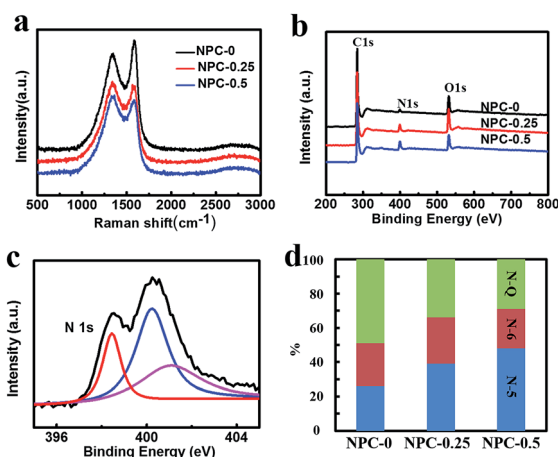 a
NPC-0
NPC-0.25
NPC-0.5
Intensity(a.u.)
500 1000 1500 2000 2500 3000
Raman shift(cm-1)
b
C1s
N1s
O1s
NPC-0
NPC-0.25
NPC-0.5
Intensity(a.u.)
200 300 400 500 600 700 800
Binding Energy (eV)
c
N 1s
Intensity (a.u.)
396 400 404
Binding Energy (eV)
d
100
80
60
40
20
0
%
N-Q
N-6
N-5
NPC-0 NPC-0.25 NPC-0.5